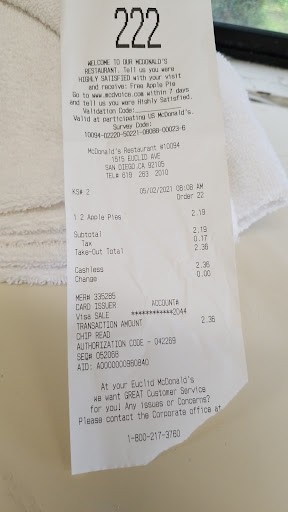 222
WELCOME TO OUR MCDONALD'S
RESTAURANT. Tell us you were
HIGHLY SATISFIED with your visit
and receive: Free Apple Pie
Go to www.mcdvoice.com within 7 days
and tell us you were Highly Satisfied.
Validation Code:
Valid at participating US McDonald's.
Survey Code:
10094-02220-50221-08088-00023-6
McDonald's Restaurant #10094
1515 EUCLID AVE
SAN DIEGO,CA 92105
TEL# 619 263 2010
KS# 2 05/02/2021 08:08 AM
Order 22
1 2 Apple Pies 2.19
Subtotal 2.19
Tax 0.17
Take-Out Total 2.36
Cashless 2.36
Change 0.00
MER# 335265
CARD ISSUER ACCOUNT#
Visa SALE ************2044
TRANSACTION AMOUNT 2.36
CHIP READ
AUTHORIZATION CODE - 042269
SEQ# 052068
AID: A0000000980840
At your Euclid McDonald's
we want GREAT Customer Service
for you! Any Issues or Concerns?
Please contact the Corporate office at
1-800-217-3760